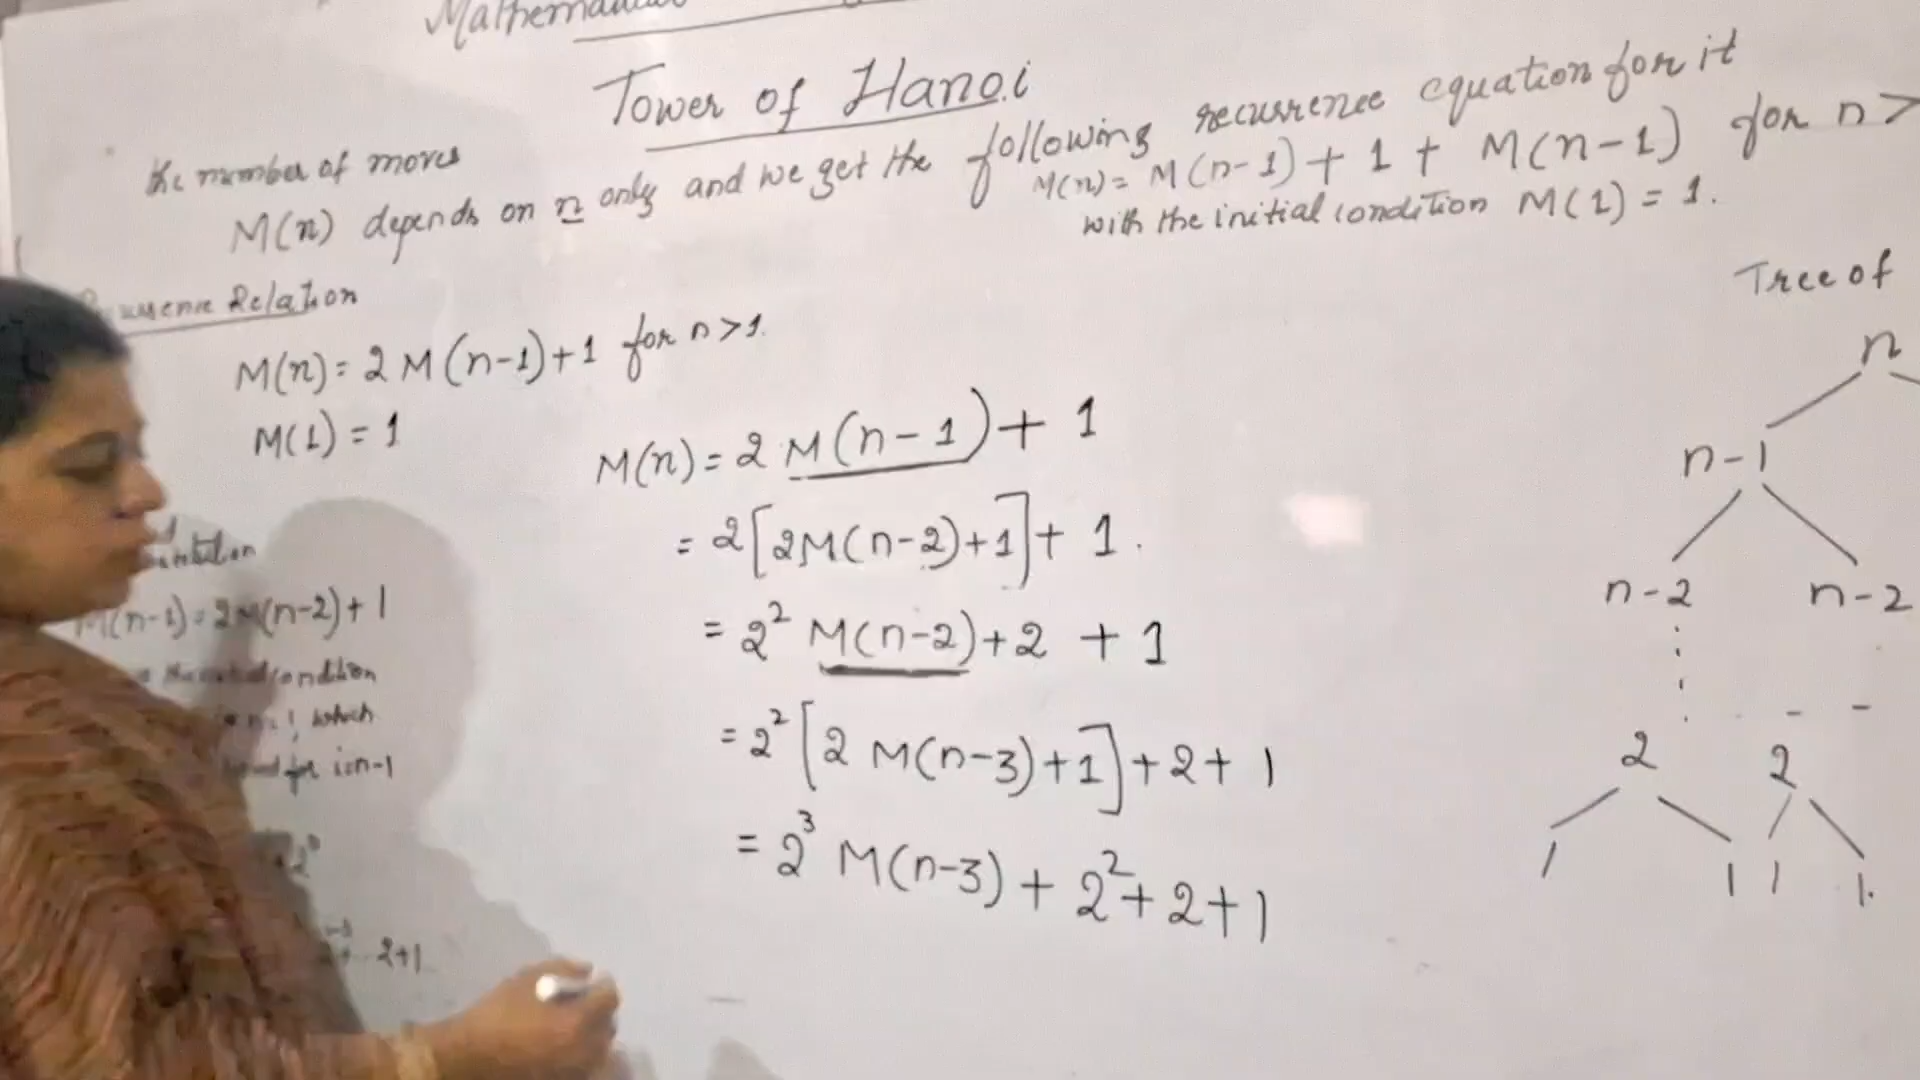 Tower of Hanoi
the number of moves
M(n) depends on n only and we get the following recurrence equation for it
M(n) = M(n-1) + 1 + M(n-1) for n >
with the initial condition M(1) = 1.
Relation
M(n) = 2 M(n-1)+1 for n>1.
M(1) = 1
M(n) = 2 M(n-1) + 1
= 2[2M(n-2)+1]+ 1.
= 2² M(n-2)+2 + 1
= 2² [2 M(n-3)+1]+2+ 1
= 2³ M(n-3) + 2²+2+1
M(n-1) = 2M(n-2)+1
condition
which
for i=n-1
2+1
Tree of
n
n-1
n-2 n-2
2 2
1 1 1 1.